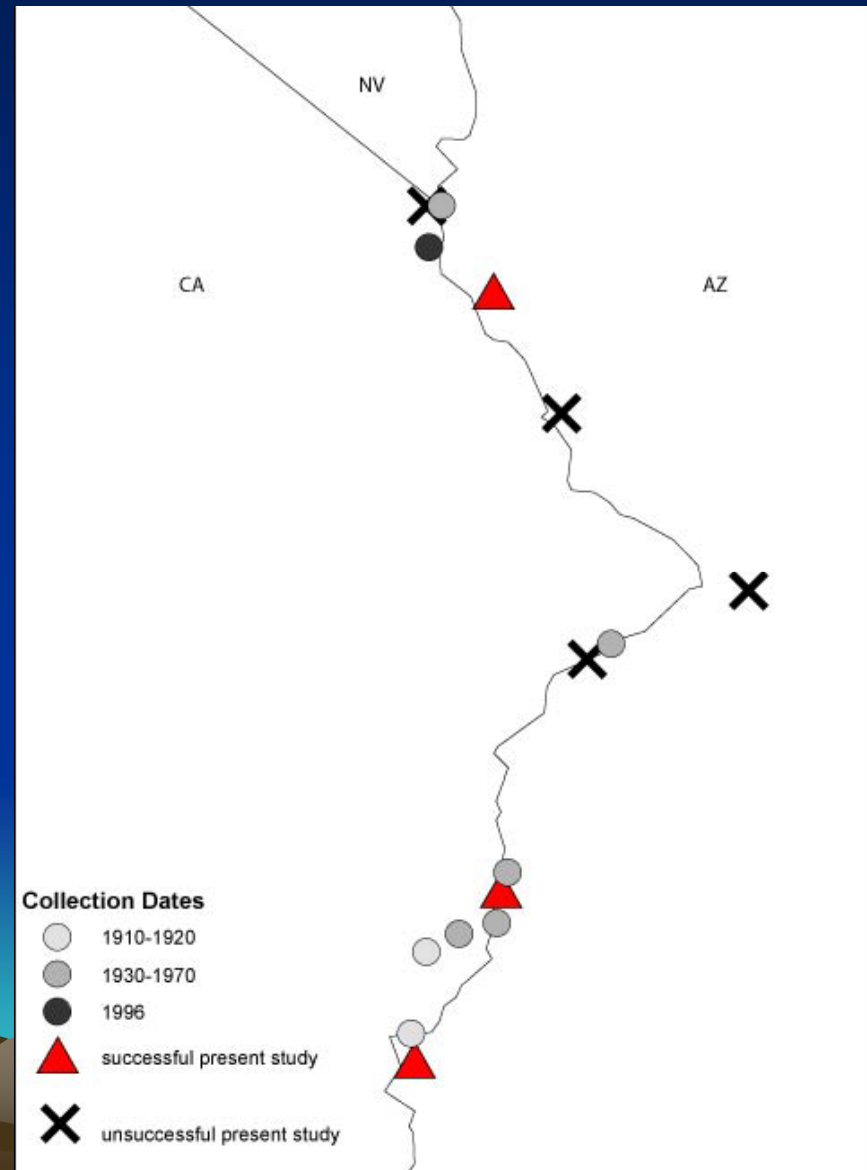 NV
CA
AZ
Collection Dates
1910-1920
1930-1970
1996
successful present study
unsuccessful present study